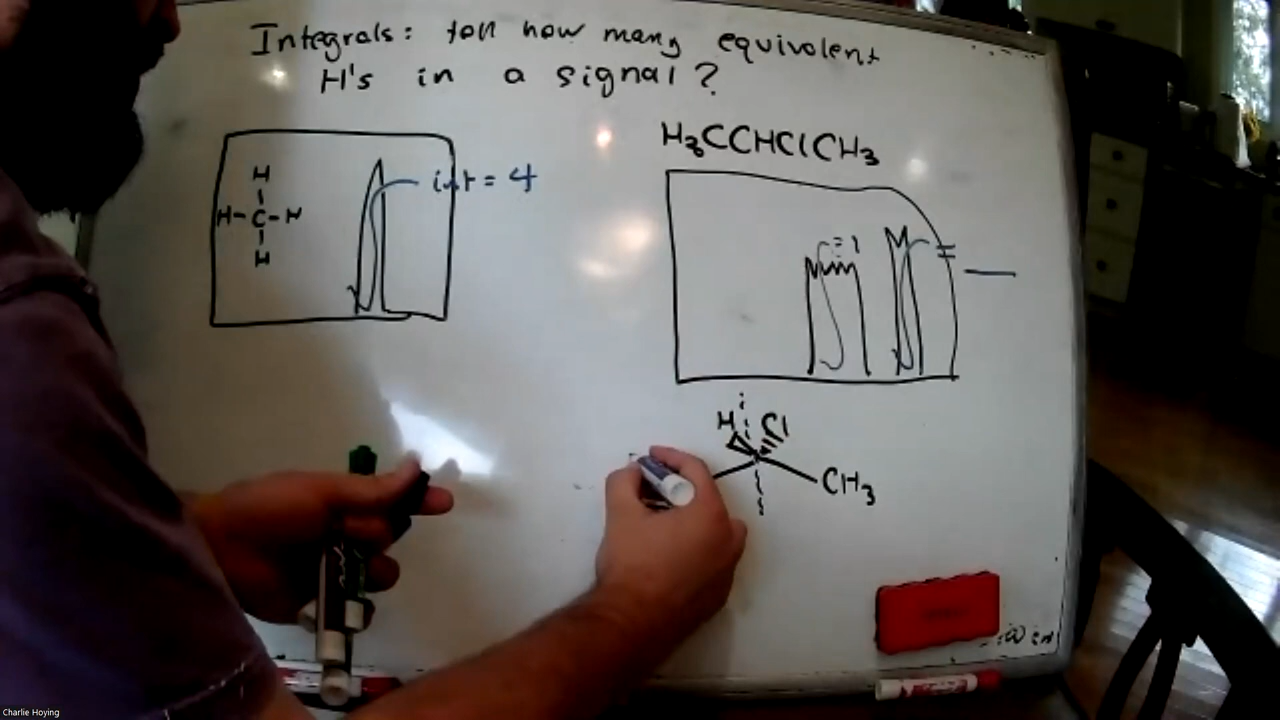 Integrals: tell how many equivalent
H's in a signal?
H
H-C-H
H
int = 4
H₃CCHClCH₃
= 1
=
H Cl
CH₃
Charlie Hoying